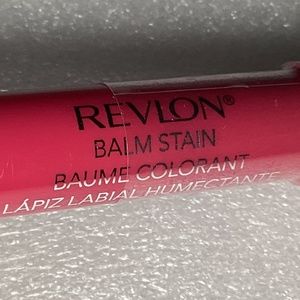 REVLON®
BALM STAIN
BAUME COLORANT
LÁPIZ LABIAL HUMECTANTE